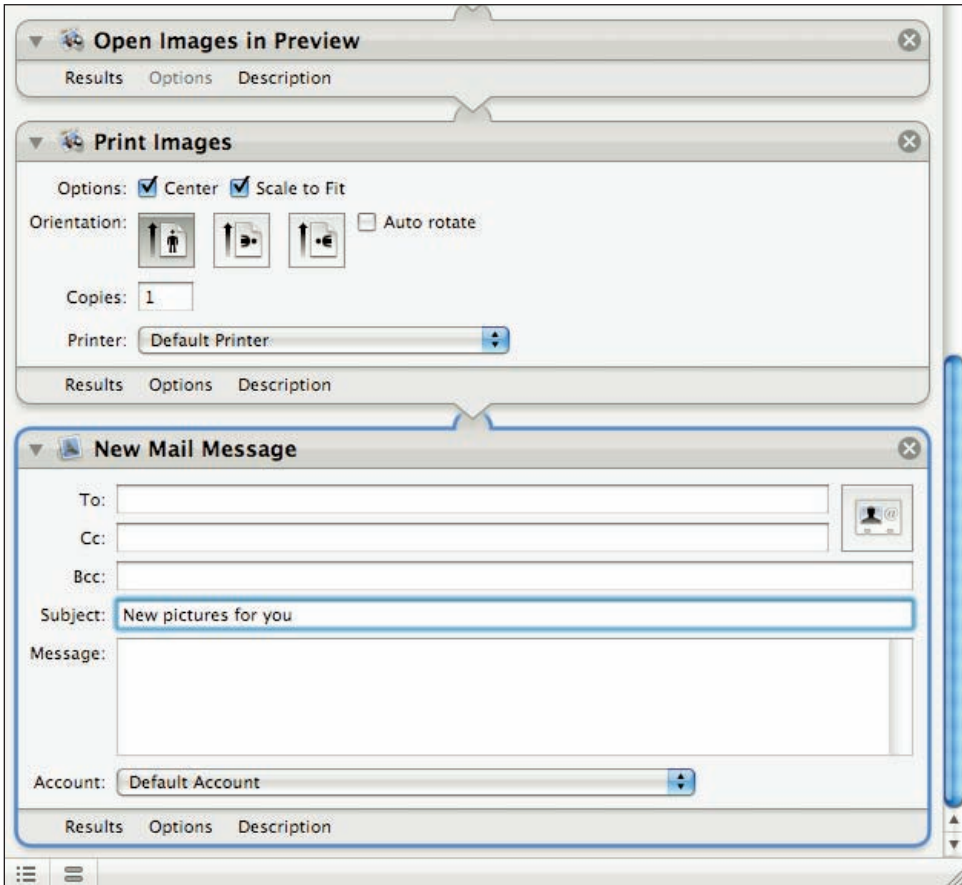 Open Images in Preview
Results Options Description
Print Images
Options: Center Scale to Fit
Orientation: Auto rotate
Copies: 1
Printer: Default Printer
Results Options Description
New Mail Message
To:
@
Cc:
Bcc:
Subject: New pictures for you
Message:
Account: Default Account
Results Options Description